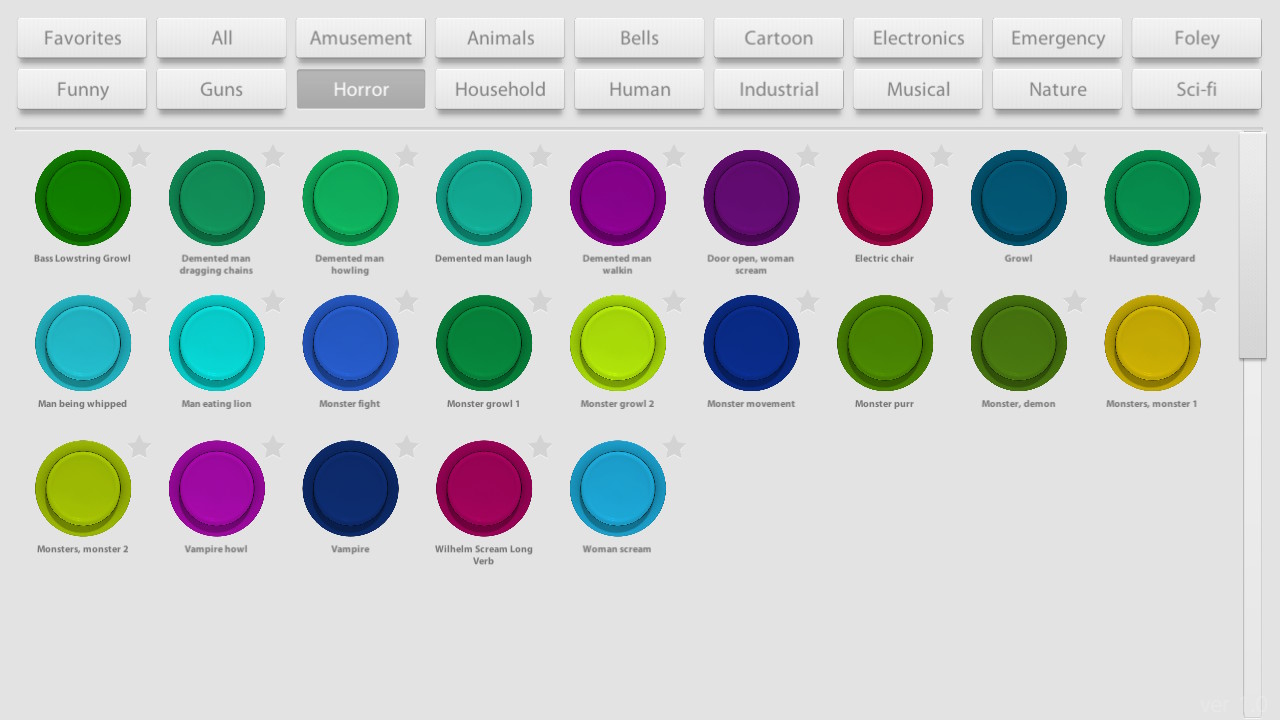 Favorites All Amusement Animals Bells Cartoon Electronics Emergency Foley
Funny Guns Horror Household Human Industrial Musical Nature Sci-fi
Bass Lowstring Growl
Demented man
dragging chains
Demented man
howling
Demented man laugh
Demented man
walkin
Door open, woman
scream
Electric chair
Growl
Haunted graveyard
Man being whipped
Man eating lion
Monster fight
Monster growl 1
Monster growl 2
Monster movement
Monster purr
Monster, demon
Monsters, monster 1
Monsters, monster 2
Vampire howl
Vampire
Wilhelm Scream Long
Verb
Woman scream